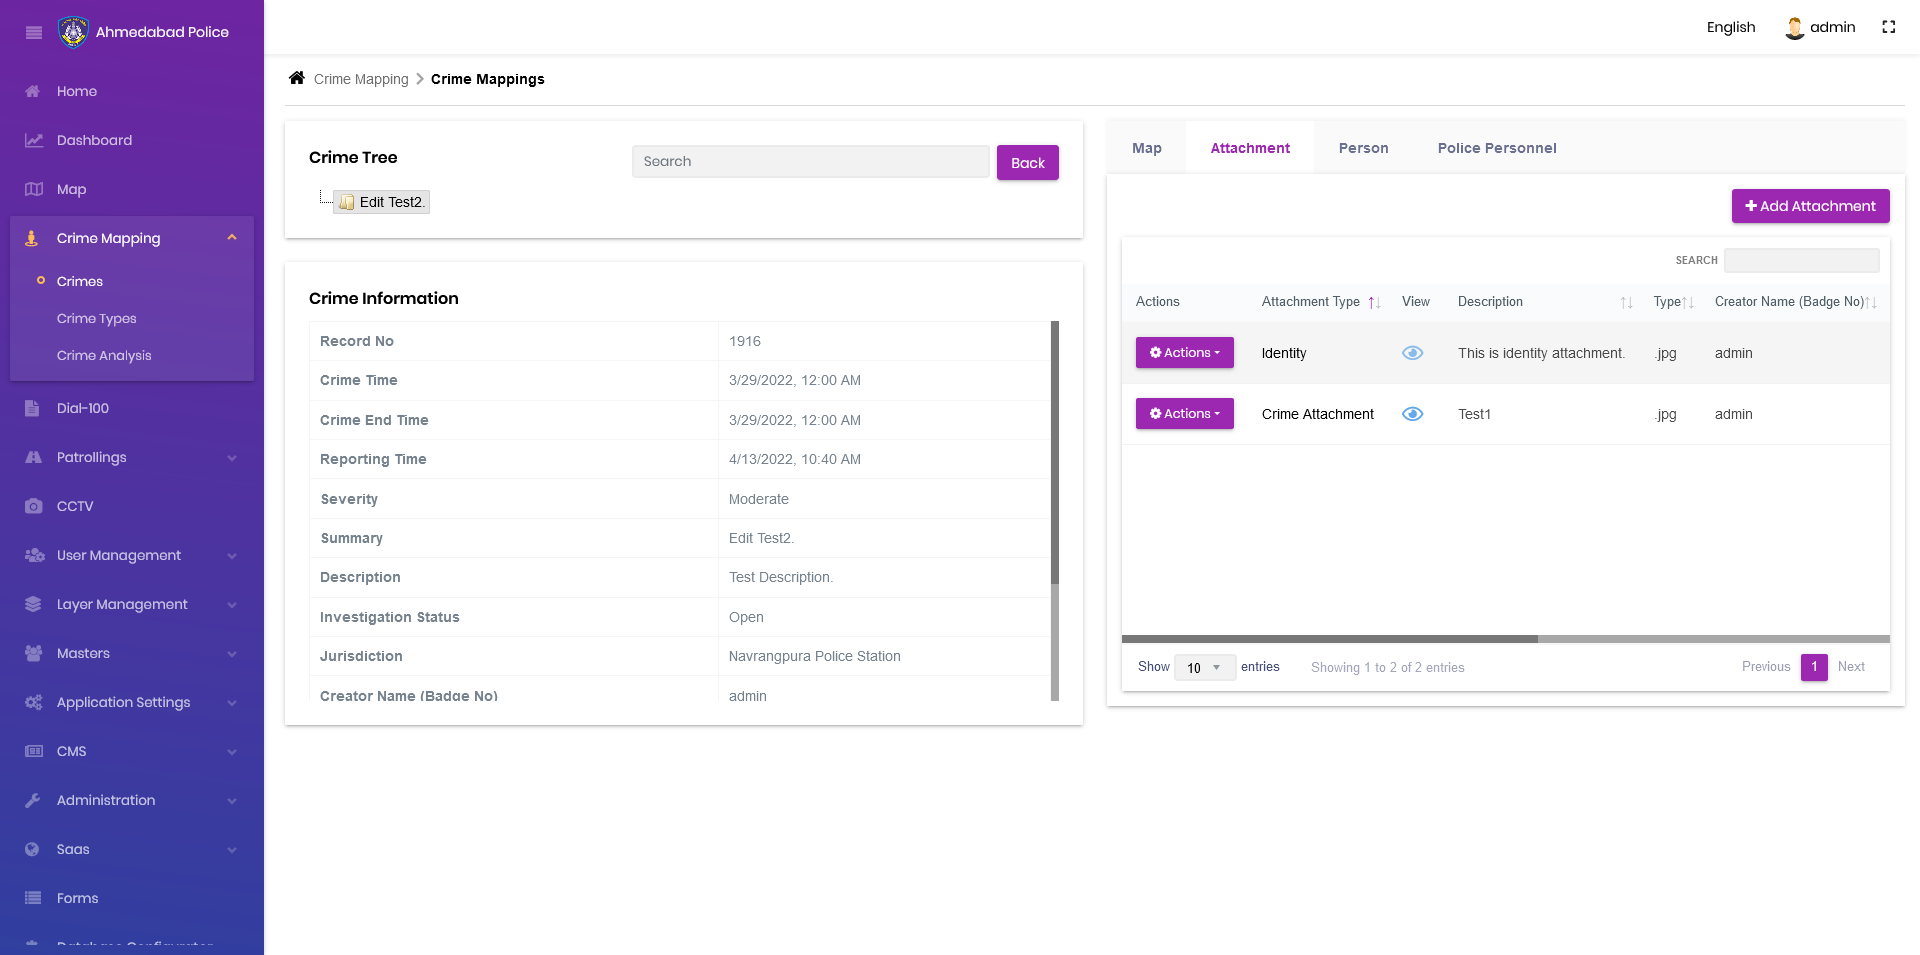 Ahmedabad Police
English
admin
Home
Dashboard
Map
Crime Mapping
Crimes
Crime Types
Crime Analysis
Dial-100
Patrollings
CCTV
User Management
Layer Management
Masters
Application Settings
CMS
Administration
Saas
Forms
Database Configurator
Crime Mapping
Crime Mappings
Crime Tree
Search
Back
Edit Test2.
Crime Information
Record No 1916
Crime Time 3/29/2022, 12:00 AM
Crime End Time 3/29/2022, 12:00 AM
Reporting Time 4/13/2022, 10:40 AM
Severity Moderate
Summary Edit Test2.
Description Test Description.
Investigation Status Open
Jurisdiction Navrangpura Police Station
Creator Name (Badge No) admin
Map Attachment Person Police Personnel
Add Attachment
SEARCH
Actions Attachment Type View Description Type Creator Name (Badge No)
Actions Identity This is identity attachment. .jpg admin
Actions Crime Attachment Test1 .jpg admin
Show 10 entries Showing 1 to 2 of 2 entries Previous 1 Next